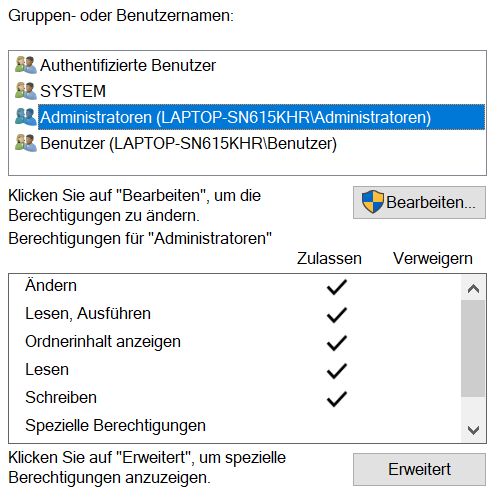 Gruppen- oder Benutzernamen:
Authentifizierte Benutzer
SYSTEM
Administratoren (LAPTOP-SN615KHR\Administratoren)
Benutzer (LAPTOP-SN615KHR\Benutzer)
Klicken Sie auf "Bearbeiten", um die
Berechtigungen zu ändern.
Bearbeiten...
Berechtigungen für "Administratoren"
Zulassen Verweigern
Ändern
Lesen, Ausführen
Ordnerinhalt anzeigen
Lesen
Schreiben
Spezielle Berechtigungen
Klicken Sie auf "Erweitert", um spezielle
Berechtigungen anzuzeigen.
Erweitert